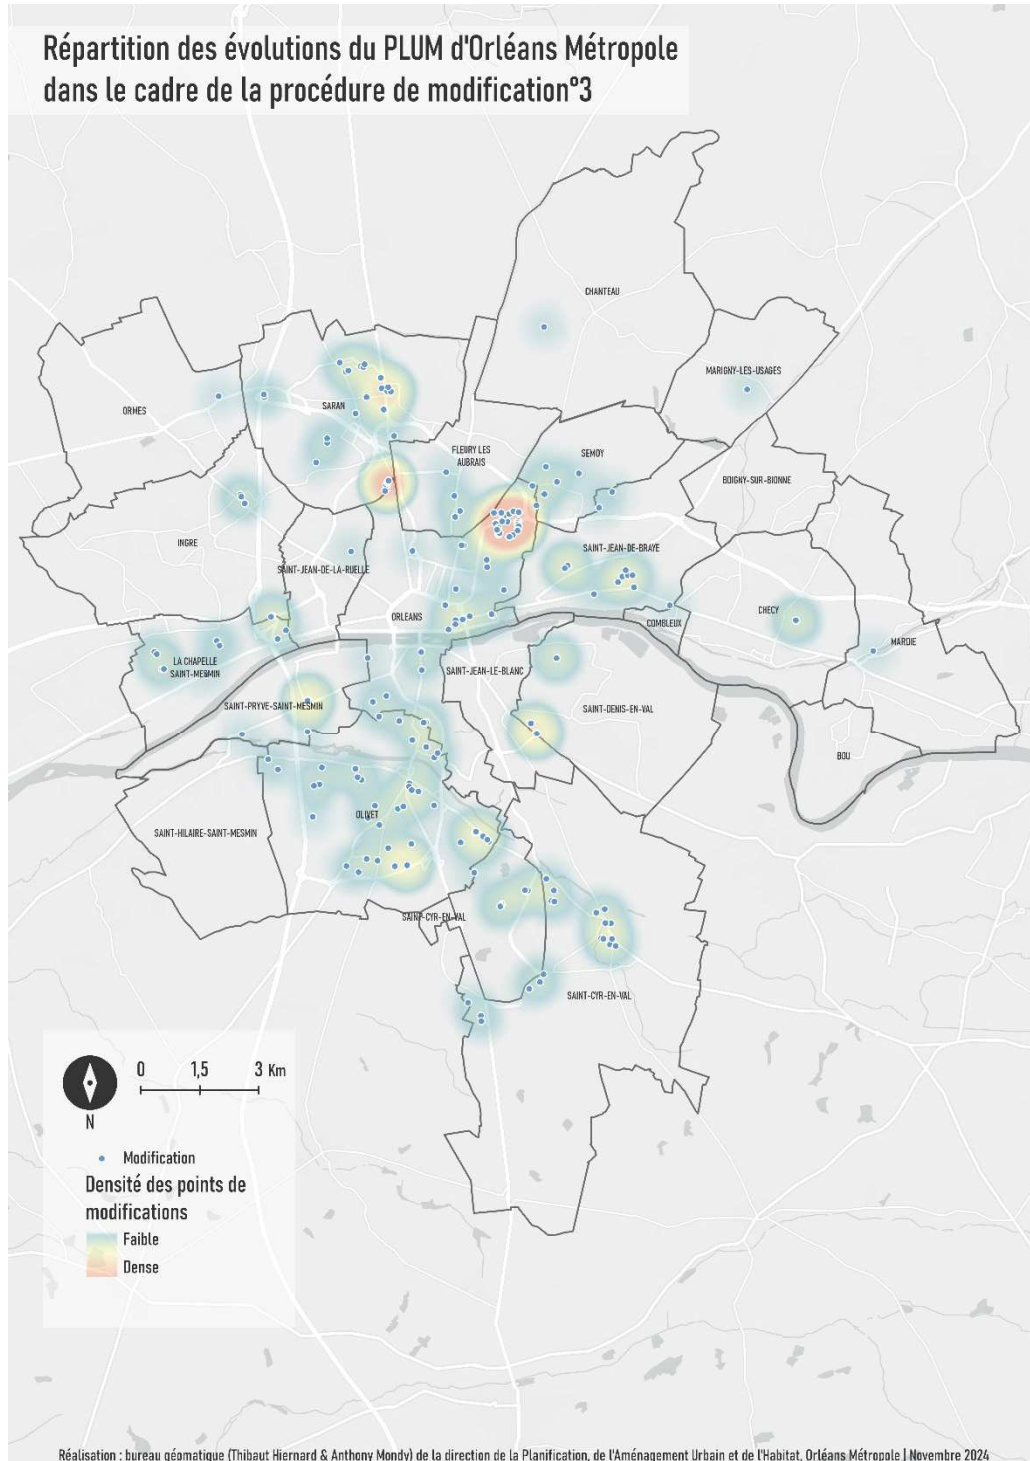 Répartition des évolutions du PLUM d'Orléans Métropole
dans le cadre de la procédure de modification°3
CHANTEAU
MARIGNY-LES-USAGES
ORMES
SARAN
FLEURY LES
AUBRAIS
SEMOY
BOIGNY-SUR-BIONNE
INGRE
SAINT-JEAN-DE-LA-RUELLE
SAINT-JEAN-DE-BRAYE
ORLEANS
CHECY
COMBLEUX
MARDIE
LA CHAPELLE
SAINT-MESMIN
SAINT-JEAN-LE-BLANC
SAINT-PRYVE-SAINT-MESMIN
SAINT-DENIS-EN-VAL
BOU
OLIVET
SAINT-HILAIRE-SAINT-MESMIN
SAINT-CYR-EN-VAL
SAINT-CYR-EN-VAL
0 1,5 3 Km
N
Modification
Densité des points de
modifications
Faible
Dense
Réalisation : bureau géomatique (Thibaut Hiernard & Anthony Mondy) de la direction de la Planification, de l'Aménagement Urbain et de l'Habitat, Orléans Métropole | Novembre 2024